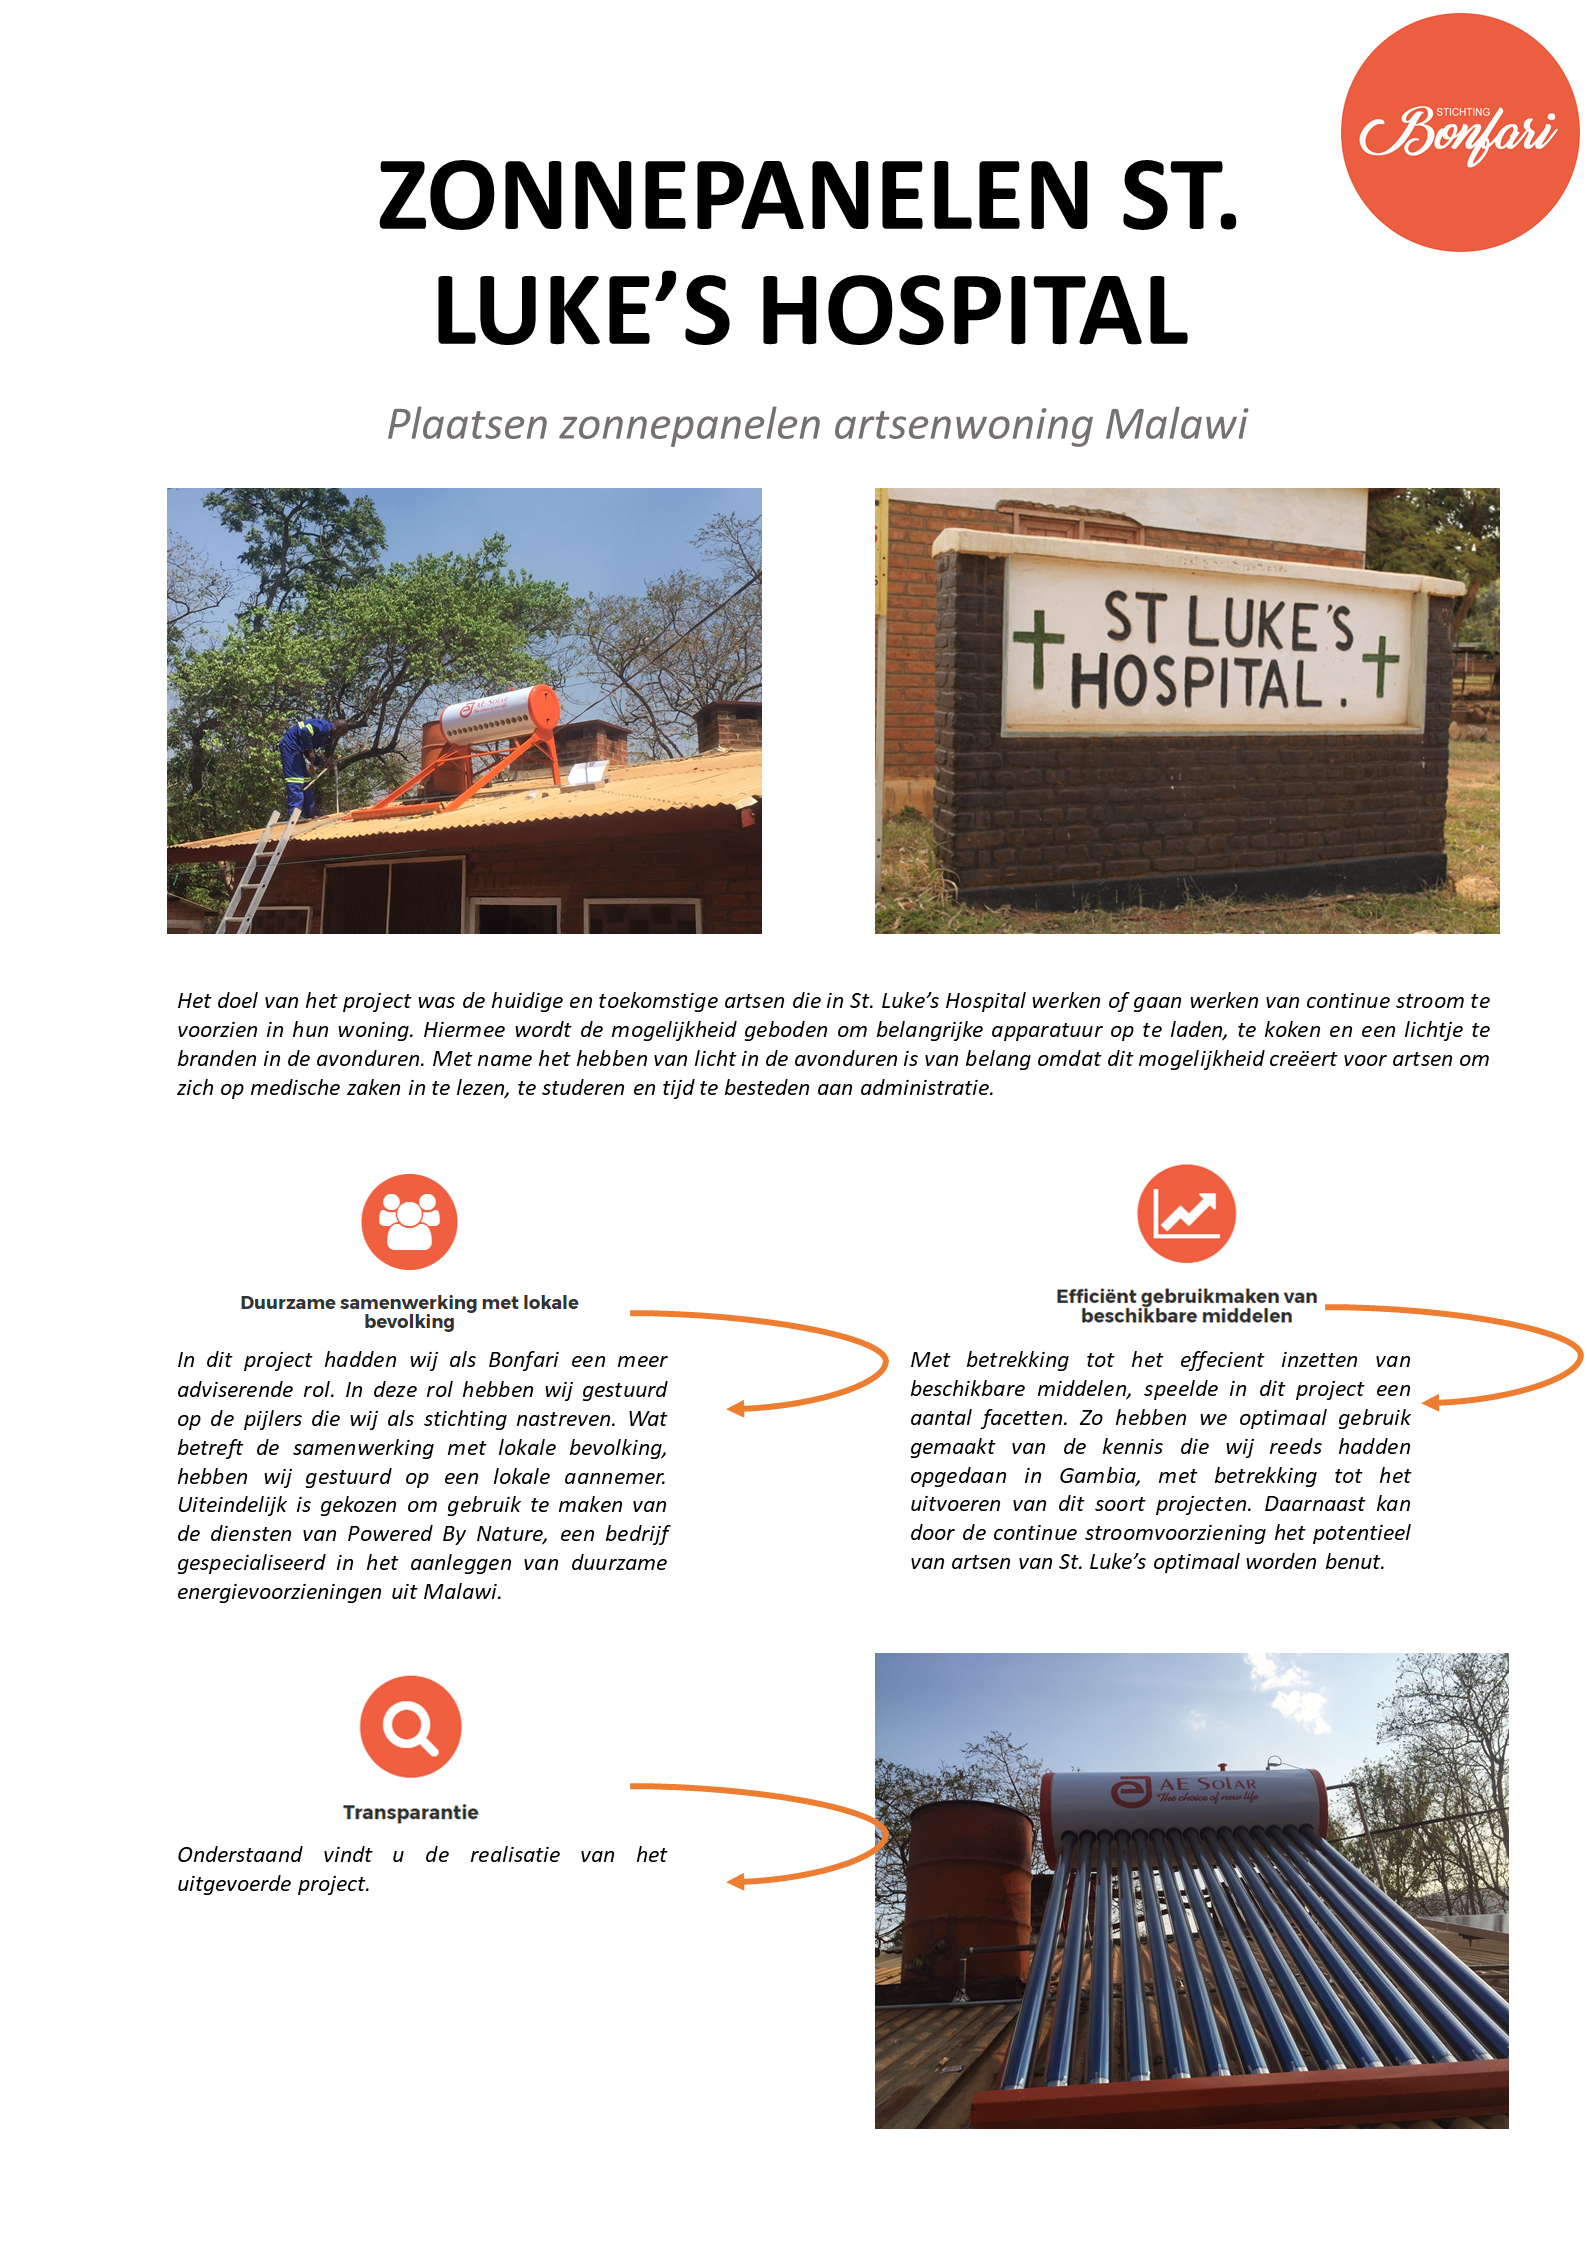 STICHTING
Bonfari
ZONNEPANELEN ST.
LUKE’S HOSPITAL
Plaatsen zonnepanelen artsenwoning Malawi
AE SOLAR
ST LUKE'S
HOSPITAL.
Het doel van het project was de huidige en toekomstige artsen die in St. Luke’s Hospital werken of gaan werken van continue stroom te
voorzien in hun woning. Hiermee wordt de mogelijkheid geboden om belangrijke apparatuur op te laden, te koken en een lichtje te
branden in de avonduren. Met name het hebben van licht in de avonduren is van belang omdat dit mogelijkheid creëert voor artsen om
zich op medische zaken in te lezen, te studeren en tijd te besteden aan administratie.
Duurzame samenwerking met lokale
bevolking
In dit project hadden wij als Bonfari een meer
adviserende rol. In deze rol hebben wij gestuurd
op de pijlers die wij als stichting nastreven. Wat
betreft de samenwerking met lokale bevolking,
hebben wij gestuurd op een lokale aannemer.
Uiteindelijk is gekozen om gebruik te maken van
de diensten van Powered By Nature, een bedrijf
gespecialiseerd in het aanleggen van duurzame
energievoorzieningen uit Malawi.
Efficiënt gebruikmaken van
beschikbare middelen
Met betrekking tot het effecient inzetten van
beschikbare middelen, speelde in dit project een
aantal facetten. Zo hebben we optimaal gebruik
gemaakt van de kennis die wij reeds hadden
opgedaan in Gambia, met betrekking tot het
uitvoeren van dit soort projecten. Daarnaast kan
door de continue stroomvoorziening het potentieel
van artsen van St. Luke’s optimaal worden benut.
Transparantie
Onderstaand vindt u de realisatie van het
uitgevoerde project.
AE SOLAR
The choice of new life